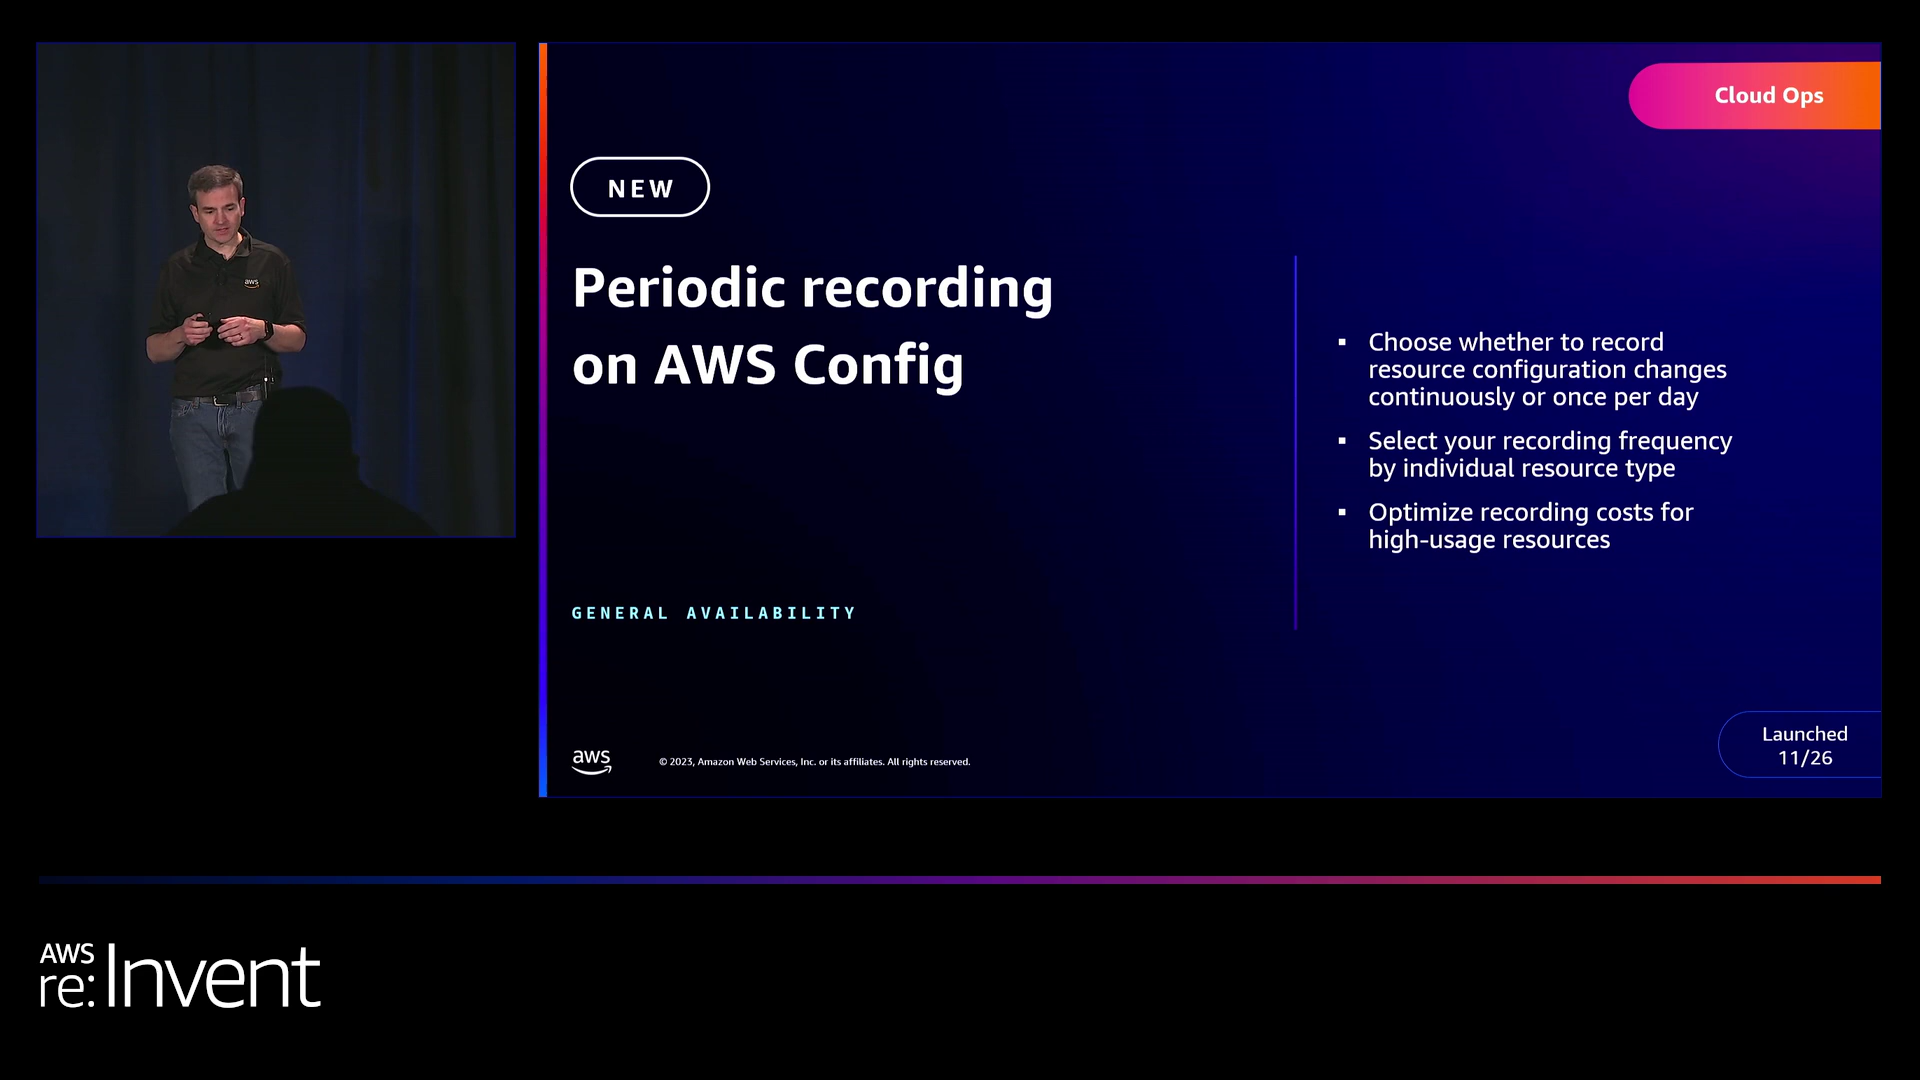 aws
Cloud Ops
NEW
Periodic recording
on AWS Config
▪ Choose whether to record
resource configuration changes
continuously or once per day
▪ Select your recording frequency
by individual resource type
▪ Optimize recording costs for
high-usage resources
GENERAL AVAILABILITY
Launched
11/26
aws
© 2023, Amazon Web Services, Inc. or its affiliates. All rights reserved.
AWS
re:Invent